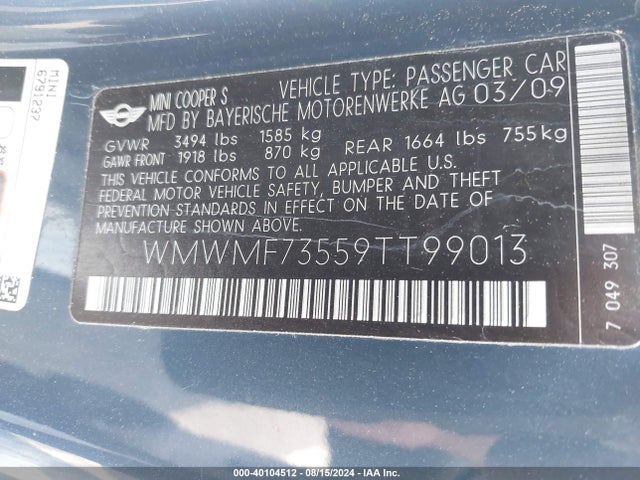 MINI
6791237
MINI COOPER S VEHICLE TYPE: PASSENGER CAR
MFD BY BAYERISCHE MOTORENWERKE AG 03/09
GVWR 3494 lbs 1585 kg
GAWR FRONT 1918 lbs 870 kg REAR 1664 lbs 755kg
THIS VEHICLE CONFORMS TO ALL APPLICABLE U.S.
FEDERAL MOTOR VEHICLE SAFETY, BUMPER AND THEFT
PREVENTION STANDARDS IN EFFECT ON THE DATE OF
MANUFACTURE.
WMWMF73559TT99013
7 049 307
000-40104512 - 08/15/2024 - IAA Inc.